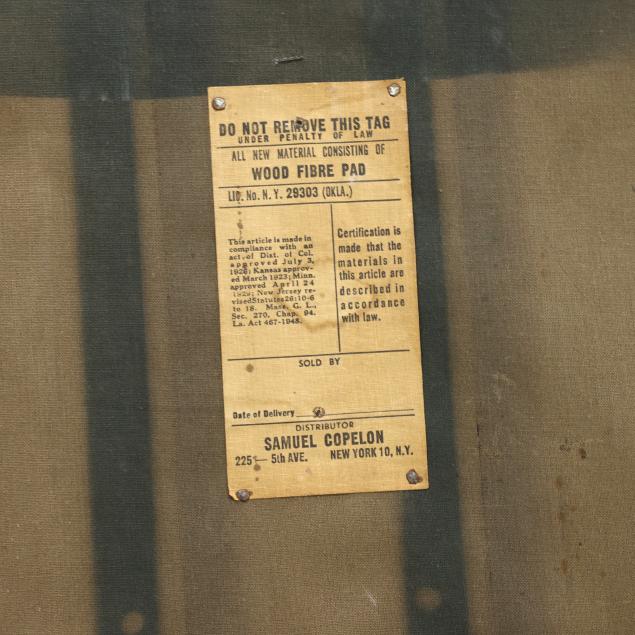 DO NOT REMOVE THIS TAG
UNDER PENALTY OF LAW
ALL NEW MATERIAL CONSISTING OF
WOOD FIBRE PAD
LIC. No. N. Y. 29303 (OKLA.)
This article is made in
compliance with an
act, of Dist. of Col.
approved July 3,
1926; Kansas approv-
ed March 1923; Minn.
approved April 24
1929; New Jersey re-
visedStatutes26:10-6
to 18. Mass. G. L.,
Sec. 270, Chap. 94.
La. Act 467-1948.
Certification is
made that the
materials in
this article are
described in
accordance
with law.
SOLD BY
Date of Delivery
DISTRIBUTOR
SAMUEL COPELON
225 — 5th AVE. NEW YORK 10, N.Y.